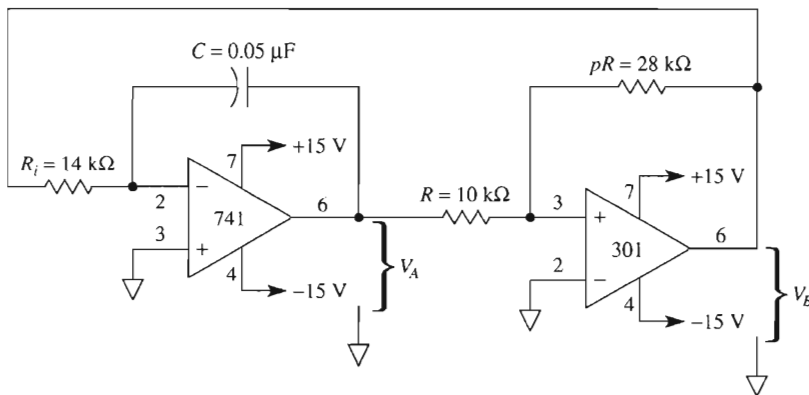 C = 0.05 µF
pR = 28 kΩ
R_i = 14 kΩ
7
+15 V
2
−
741
6
3
+
4
−15 V
V_A
R = 10 kΩ
3
+
7
+15 V
301
6
2
−
4
−15 V
V_B